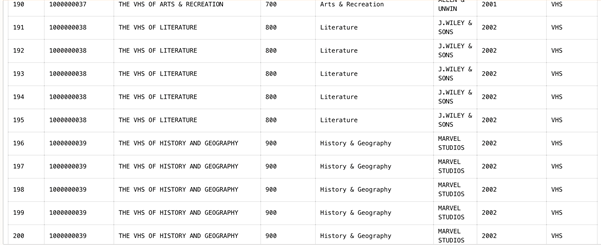 190 1000000037 THE VHS OF ARTS & RECREATION 700 Arts & Recreation ALLEN & UNWIN 2001 VHS
191 1000000038 THE VHS OF LITERATURE 800 Literature J.WILEY & SONS 2002 VHS
192 1000000038 THE VHS OF LITERATURE 800 Literature J.WILEY & SONS 2002 VHS
193 1000000038 THE VHS OF LITERATURE 800 Literature J.WILEY & SONS 2002 VHS
194 1000000038 THE VHS OF LITERATURE 800 Literature J.WILEY & SONS 2002 VHS
195 1000000038 THE VHS OF LITERATURE 800 Literature J.WILEY & SONS 2002 VHS
196 1000000039 THE VHS OF HISTORY AND GEOGRAPHY 900 History & Geography MARVEL STUDIOS 2002 VHS
197 1000000039 THE VHS OF HISTORY AND GEOGRAPHY 900 History & Geography MARVEL STUDIOS 2002 VHS
198 1000000039 THE VHS OF HISTORY AND GEOGRAPHY 900 History & Geography MARVEL STUDIOS 2002 VHS
199 1000000039 THE VHS OF HISTORY AND GEOGRAPHY 900 History & Geography MARVEL STUDIOS 2002 VHS
200 1000000039 THE VHS OF HISTORY AND GEOGRAPHY 900 History & Geography MARVEL STUDIOS 2002 VHS